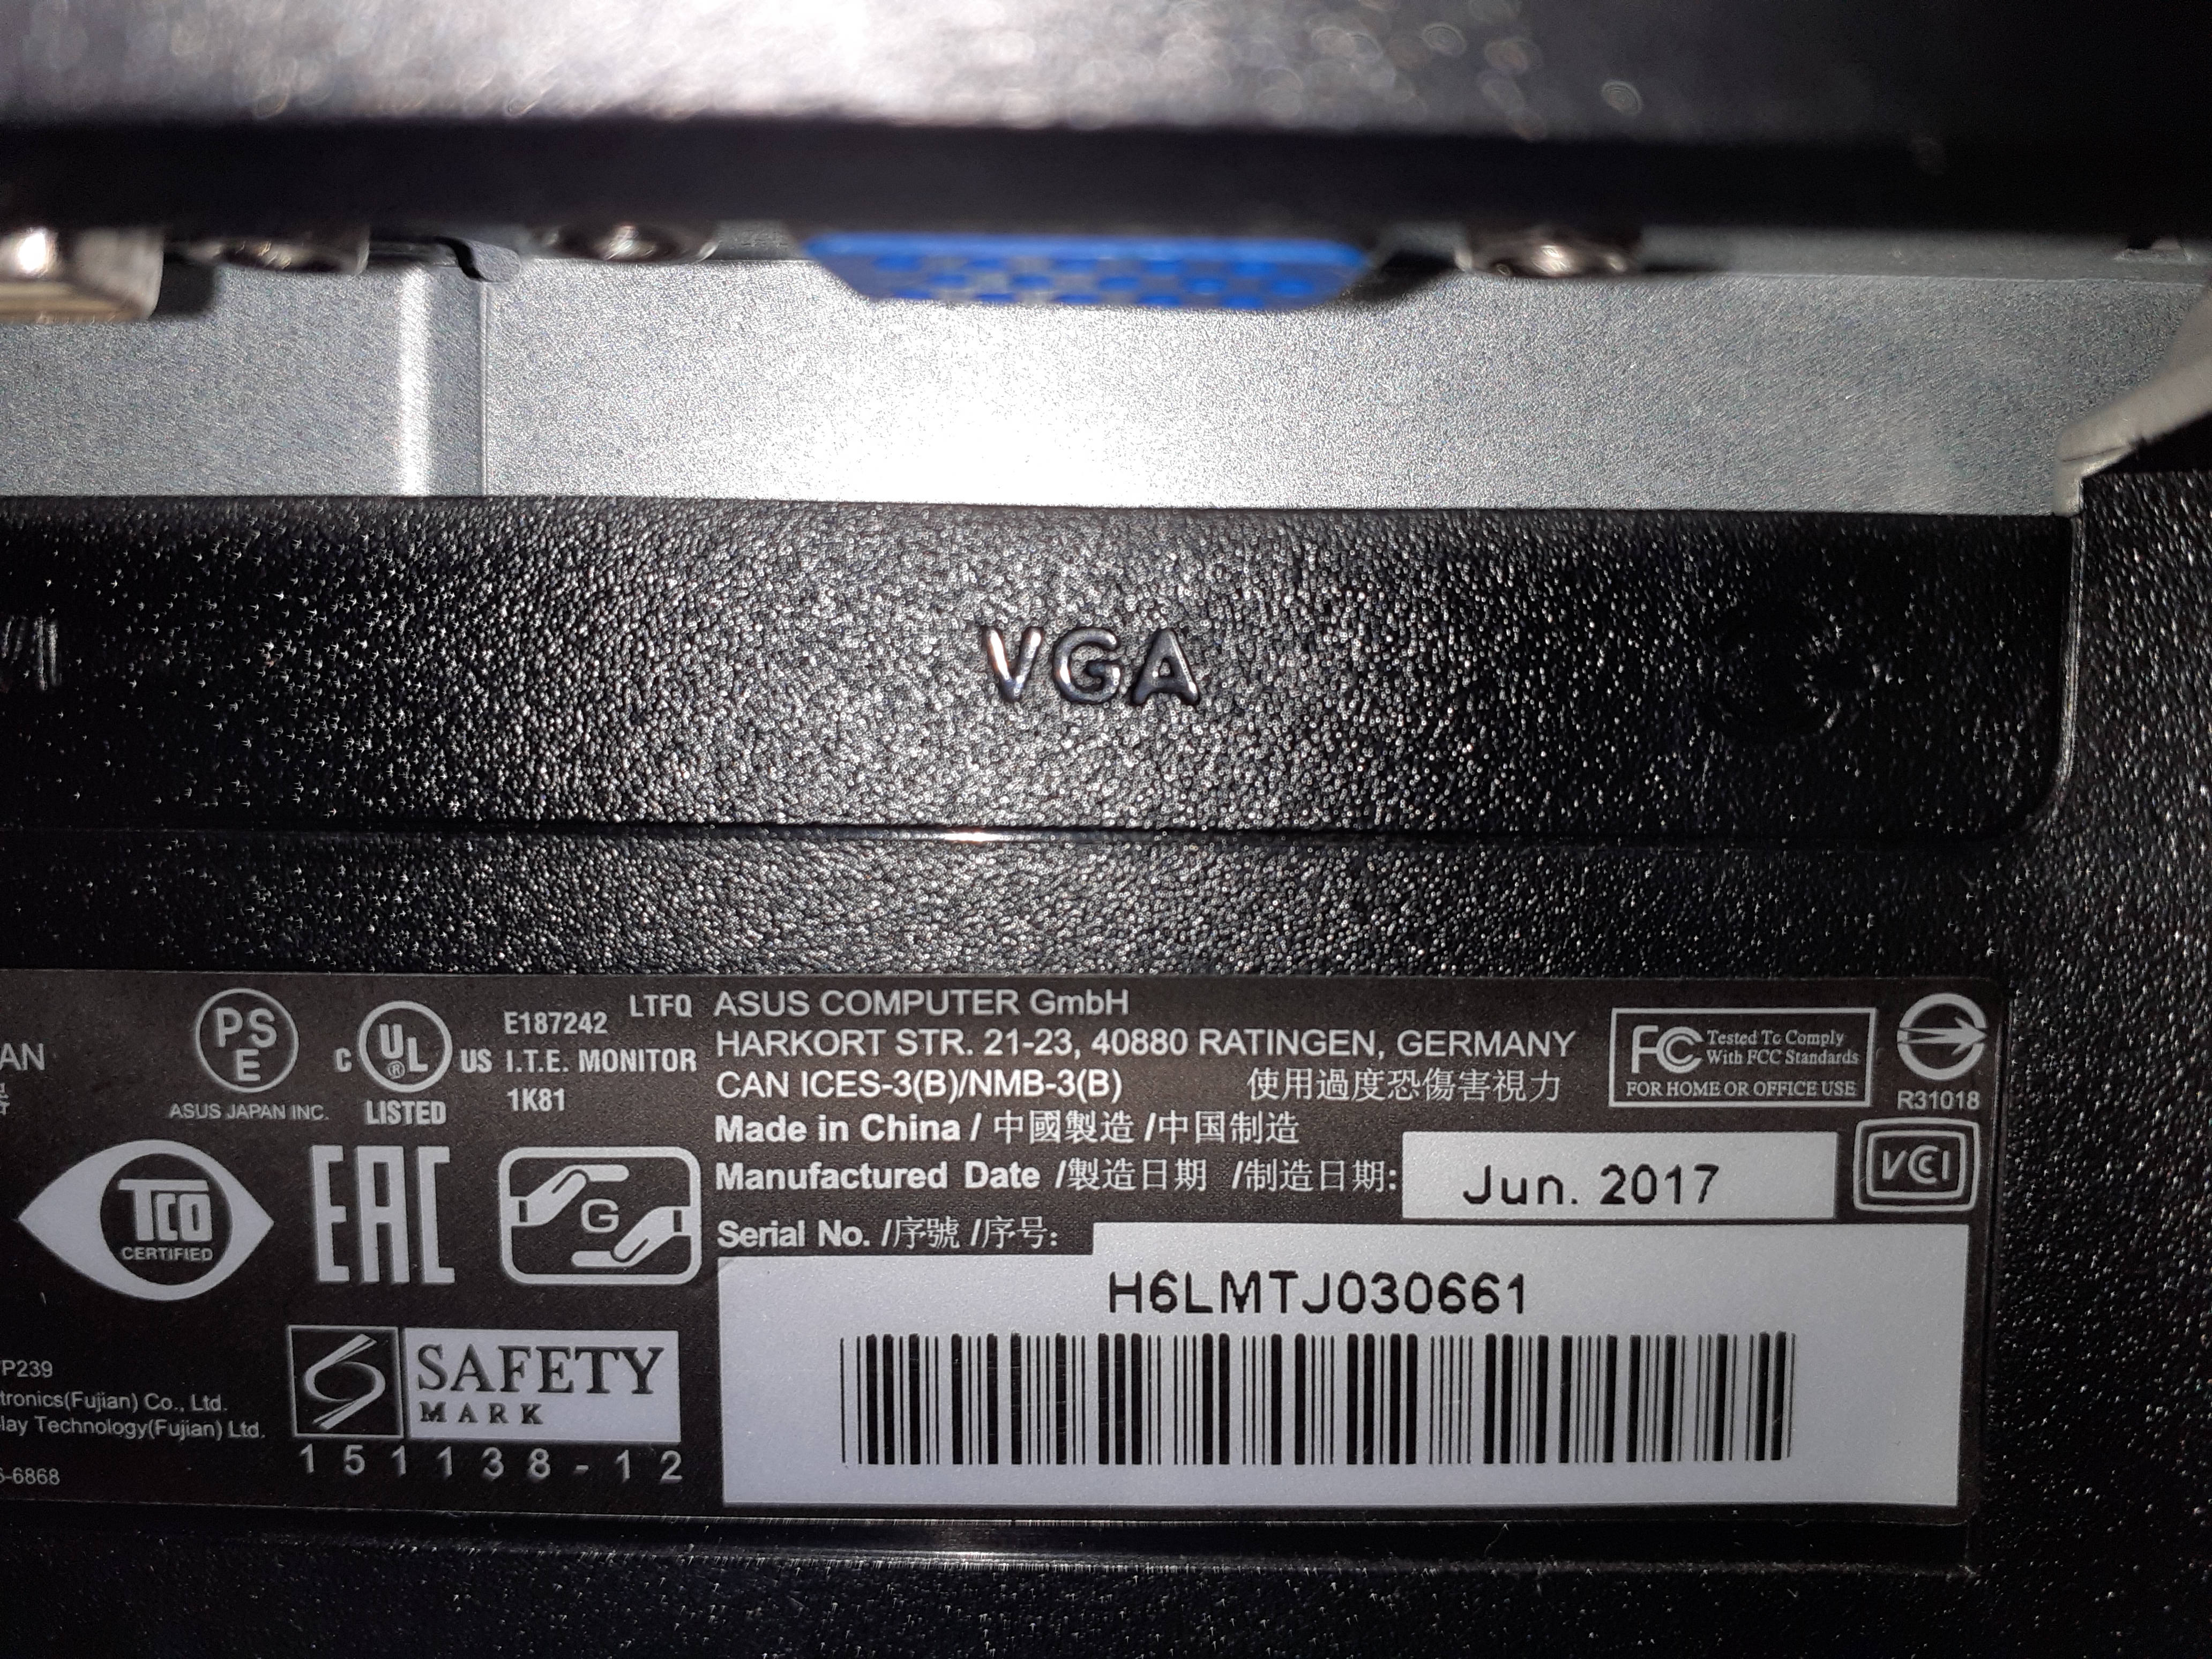 VGA
PS
E
ASUS JAPAN INC.
C UL ® US
LISTED
E187242
I.T.E. MONITOR
1K81
LTFQ
TCO
CERTIFIED
EAC
G
P239
Co., Ltd.
Technology(Fujian) Ltd.
-6868
S SAFETY
MARK
151138-12
ASUS COMPUTER GmbH
HARKORT STR. 21-23, 40880 RATINGEN, GERMANY
CAN ICES-3(B)/NMB-3(B) 使用過度恐傷害視力
Made in China / 中國製造 /中国制造
Manufactured Date /製造日期 /制造日期: Jun. 2017
Serial No. /序號 /序号:
H6LMTJ030661
FC Tested To Comply
With FCC Standards
FOR HOME OR OFFICE USE
R31018
VCCI